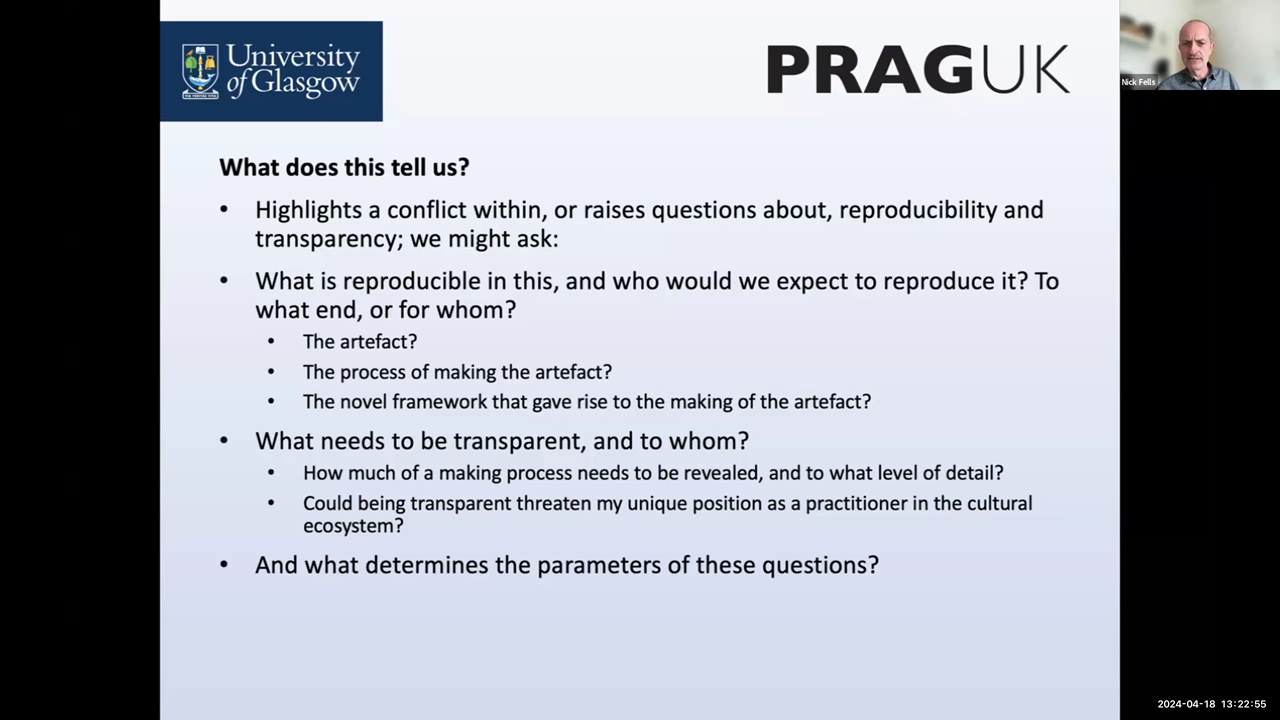 University
of Glasgow
PRAGUK
Nick Fells
What does this tell us?
• Highlights a conflict within, or raises questions about, reproducibility and
transparency; we might ask:
• What is reproducible in this, and who would we expect to reproduce it? To
what end, or for whom?
• The artefact?
• The process of making the artefact?
• The novel framework that gave rise to the making of the artefact?
• What needs to be transparent, and to whom?
• How much of a making process needs to be revealed, and to what level of detail?
• Could being transparent threaten my unique position as a practitioner in the cultural
ecosystem?
• And what determines the parameters of these questions?
2024-04-18 13:22:55